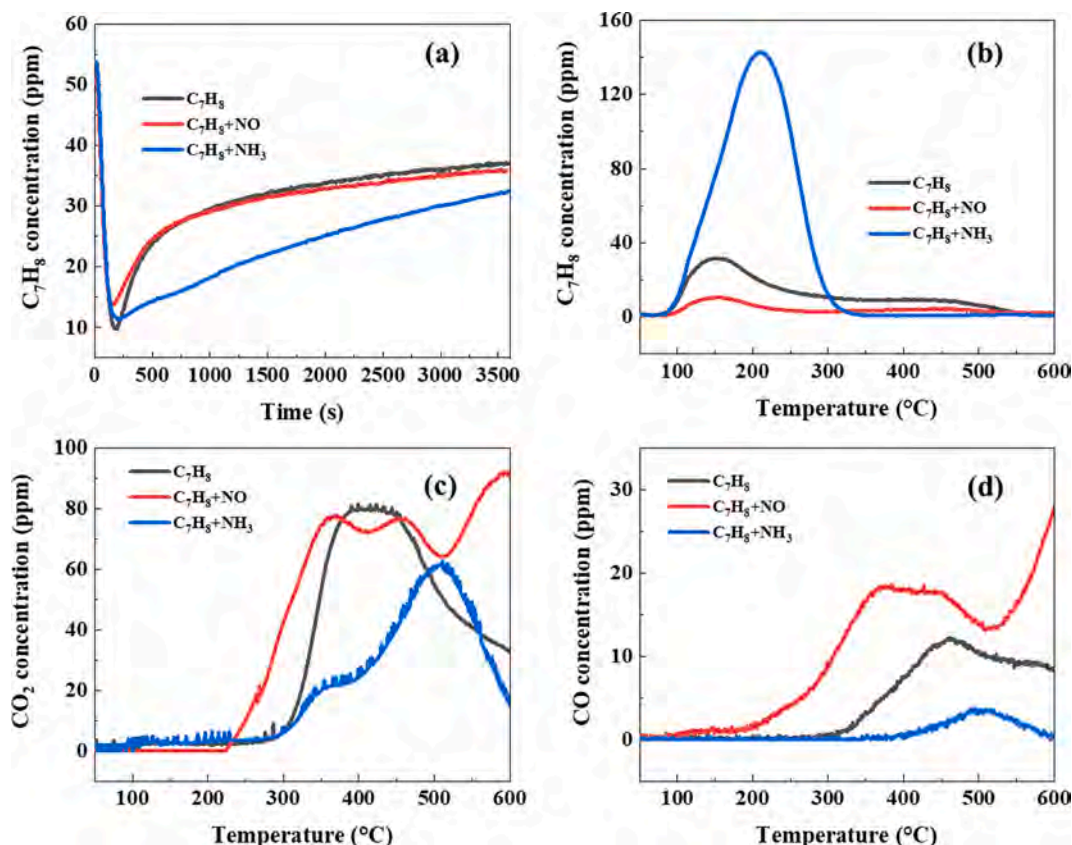 (a)
C₇H₈ concentration (ppm)
60
50
40
30
20
10
C₇H₈
C₇H₈+NO
C₇H₈+NH₃
0 500 1000 1500 2000 2500 3000 3500
Time (s)
(b)
C₇H₈ concentration (ppm)
160
120
80
40
0
C₇H₈
C₇H₈+NO
C₇H₈+NH₃
100 200 300 400 500 600
Temperature (°C)
(c)
CO₂ concentration (ppm)
100
80
60
40
20
0
C₇H₈
C₇H₈+NO
C₇H₈+NH₃
100 200 300 400 500 600
Temperature (°C)
(d)
CO concentration (ppm)
30
20
10
0
C₇H₈
C₇H₈+NO
C₇H₈+NH₃
100 200 300 400 500 600
Temperature (°C)